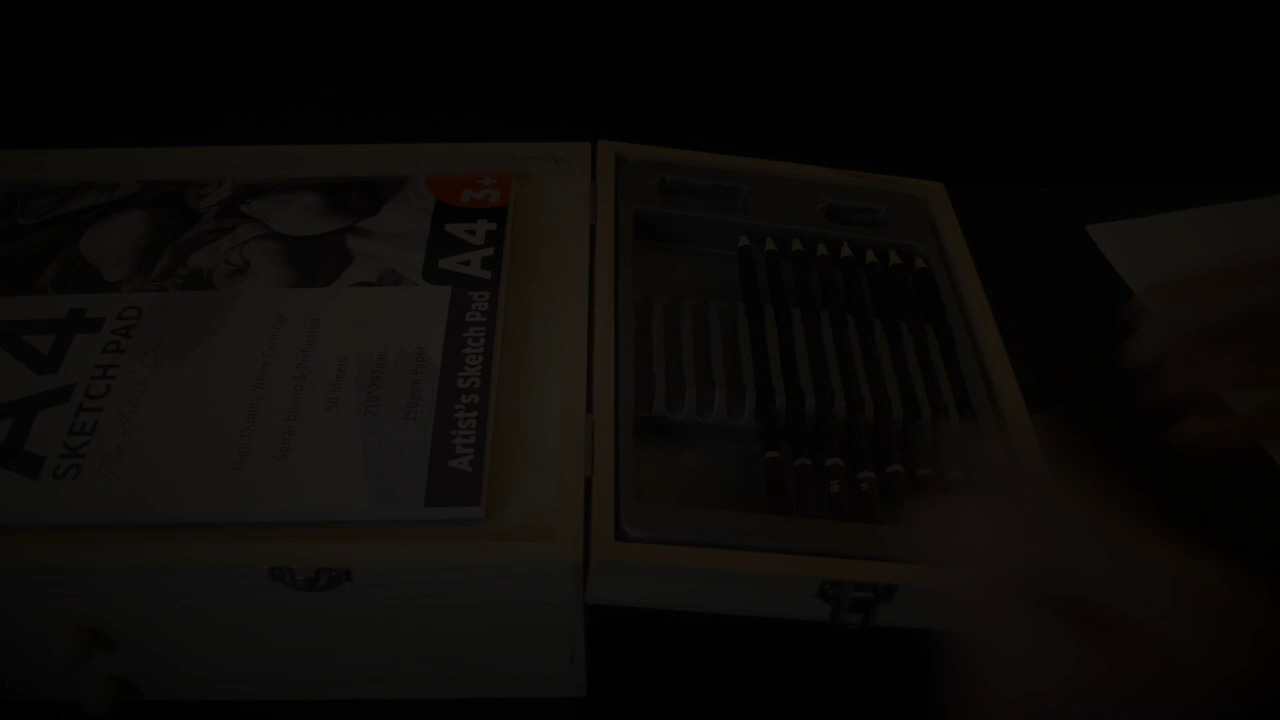 3+
A4
Artist's Sketch Pad
A4
SKETCH PAD
High Quality White Cartridge
Spiral Bound & Perforated
50 Sheets
210*297mm
150gsm Paper